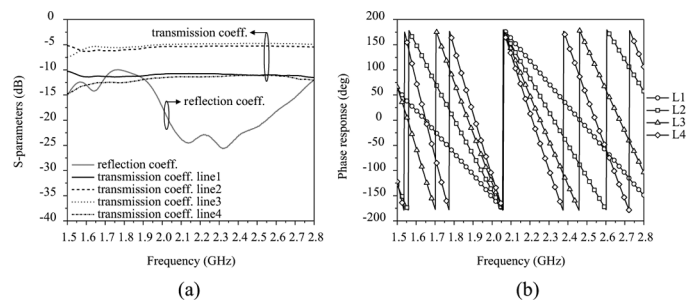 0
-5
-10
-15
-20
-25
-30
-35
-40
S-parameters (dB)
transmission coeff.
reflection coeff.
reflection coeff.
transmission coeff. line1
transmission coeff. line2
transmission coeff. line3
transmission coeff. line4
1.5 1.6 1.7 1.8 1.9 2.0 2.1 2.2 2.3 2.4 2.5 2.6 2.7 2.8
Frequency (GHz)
(a)
200
150
100
50
0
-50
-100
-150
-200
Phase response (deg)
L1
L2
L3
L4
1.5 1.6 1.7 1.8 1.9 2.0 2.1 2.2 2.3 2.4 2.5 2.6 2.7 2.8
Frequency (GHz)
(b)